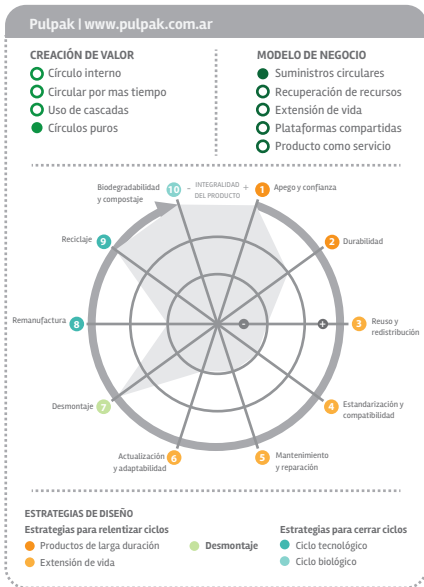 Pulpak | www.pulpak.com.ar
CREACIÓN DE VALOR
Círculo interno
Circular por mas tiempo
Uso de cascadas
Círculos puros
MODELO DE NEGOCIO
Suministros circulares
Recuperación de recursos
Extensión de vida
Plataformas compartidas
Producto como servicio
- INTEGRALIDAD +
DEL PRODUCTO
1 Apego y confianza
2 Durabilidad
3 Reuso y
redistribución
4 Estandarización y
compatibilidad
5 Mantenimiento
y reparación
6 Actualización
y adaptabilidad
7 Desmontaje
8 Remanufactura
9 Reciclaje
10 Biodegradabilidad
y compostaje
- +
ESTRATEGIAS DE DISEÑO
Estrategias para relentizar ciclos
Productos de larga duración
Extensión de vida
Desmontaje
Estrategias para cerrar ciclos
Ciclo tecnológico
Ciclo biológico